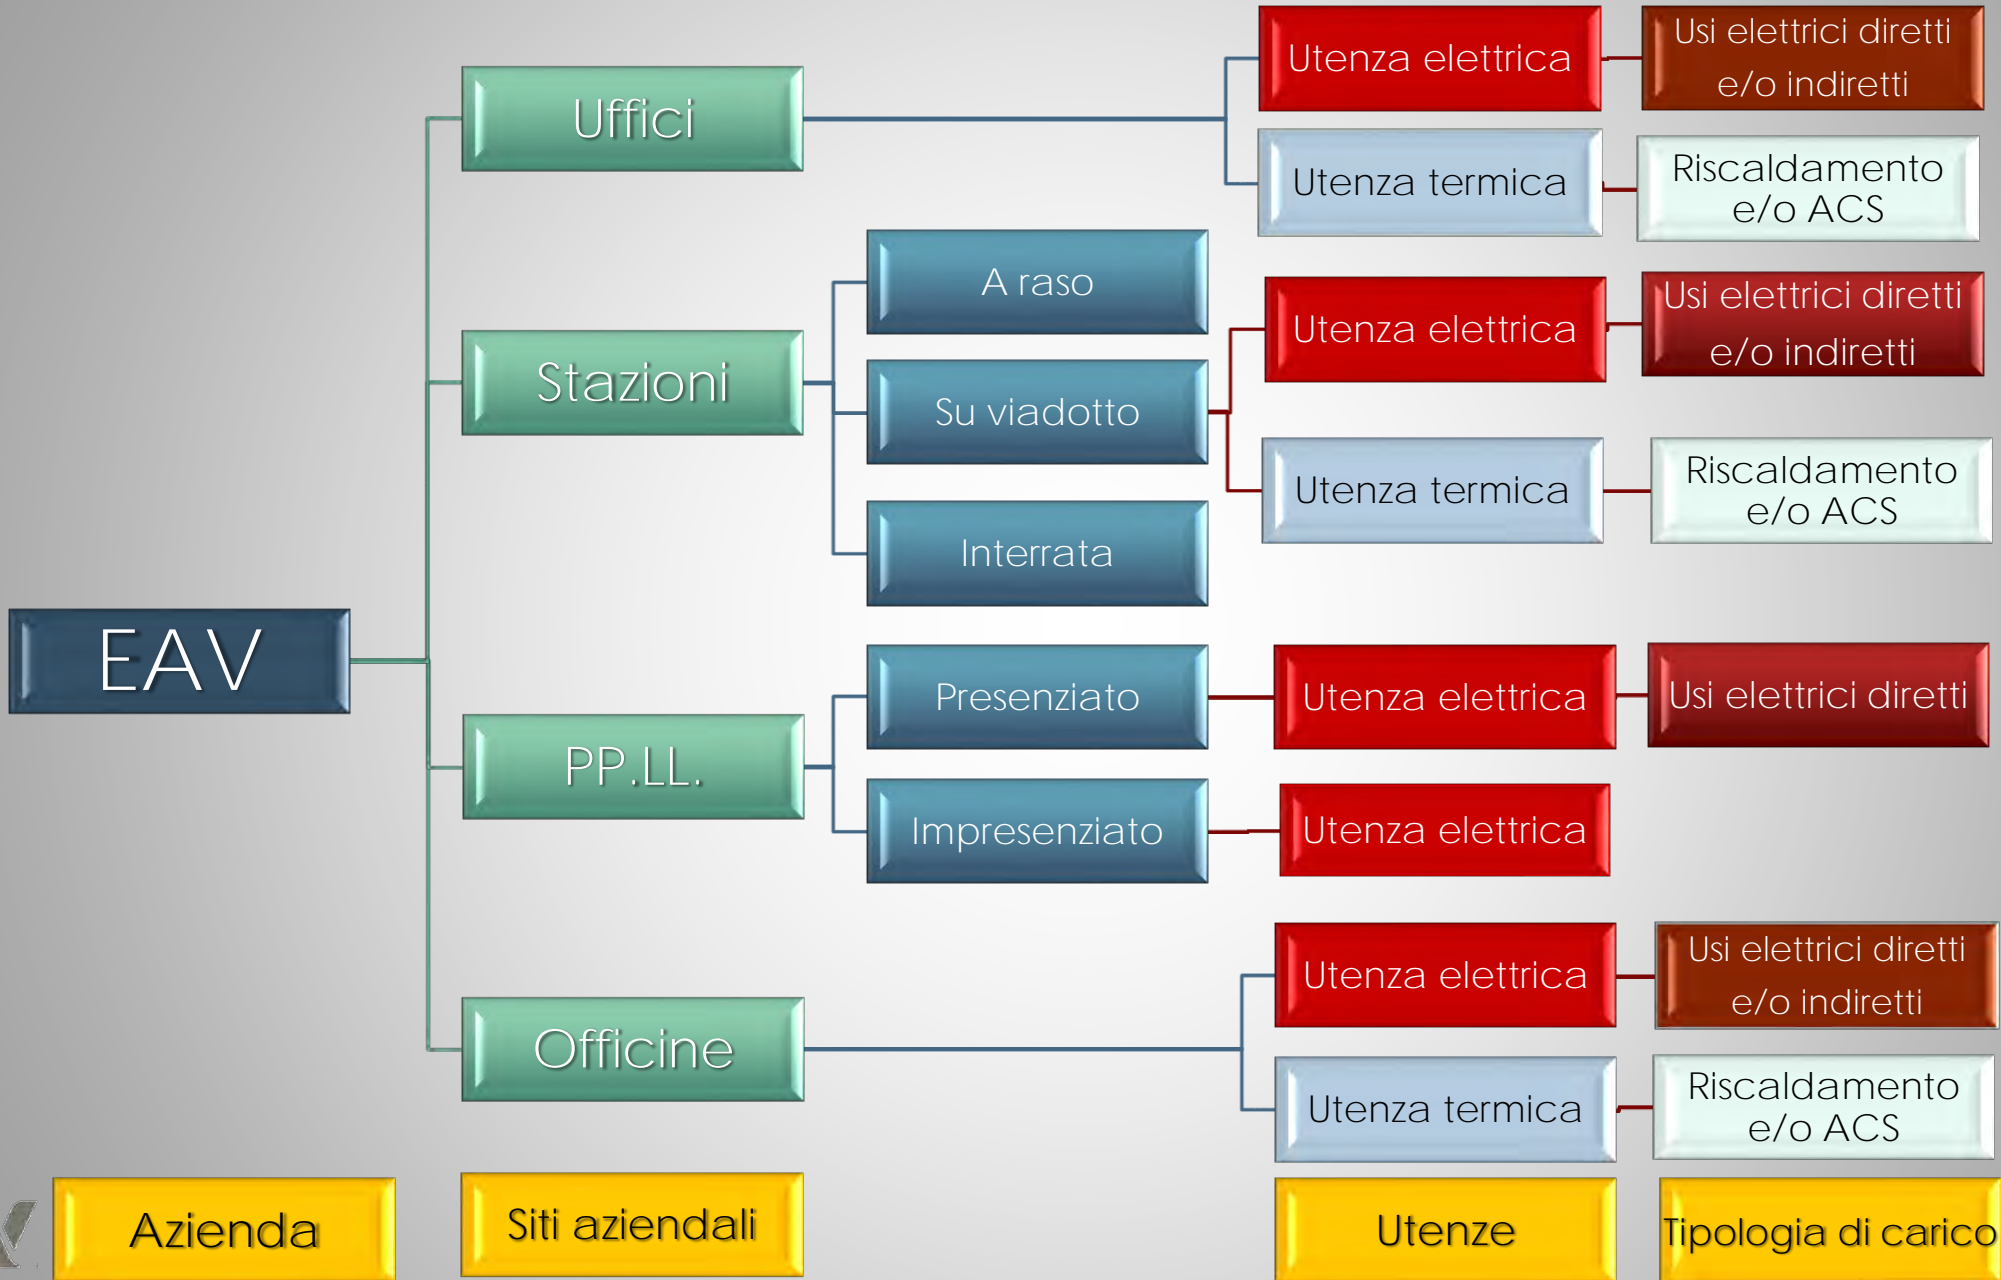 EAV
Uffici
Utenza elettrica
Usi elettrici diretti
e/o indiretti
Utenza termica
Riscaldamento
e/o ACS
Stazioni
A raso
Su viadotto
Interrata
Utenza elettrica
Usi elettrici diretti
e/o indiretti
Utenza termica
Riscaldamento
e/o ACS
PP.LL.
Presenziato
Utenza elettrica
Usi elettrici diretti
Impresenziato
Utenza elettrica
Officine
Utenza elettrica
Usi elettrici diretti
e/o indiretti
Utenza termica
Riscaldamento
e/o ACS
Azienda
Siti aziendali
Utenze
Tipologia di carico